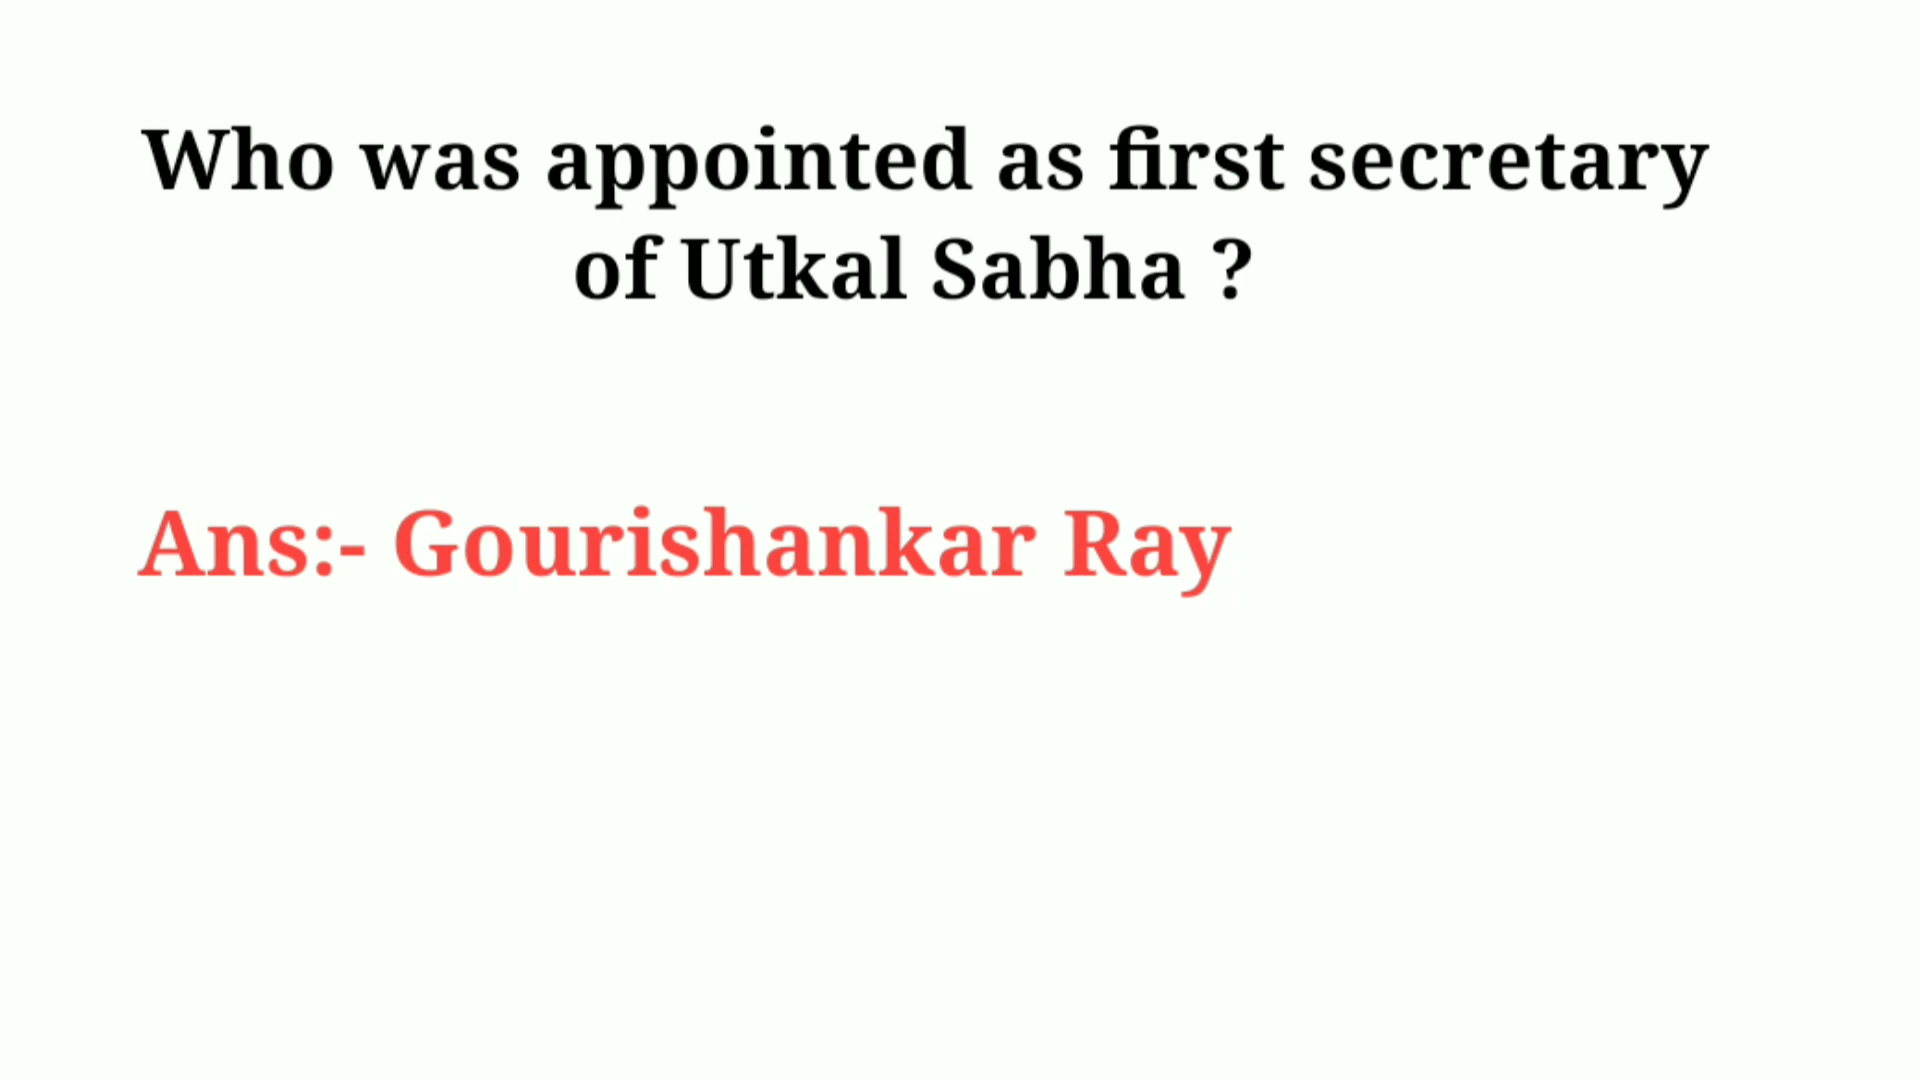 Who was appointed as first secretary
of Utkal Sabha ?
Ans:- Gourishankar Ray